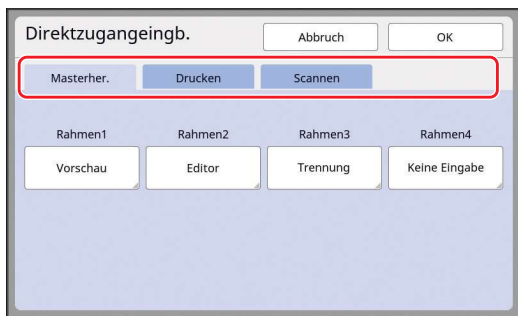 Direktzugangeingb. Abbruch OK
Masterher. Drucken Scannen
Rahmen1 Rahmen2 Rahmen3 Rahmen4
Vorschau Editor Trennung Keine Eingabe